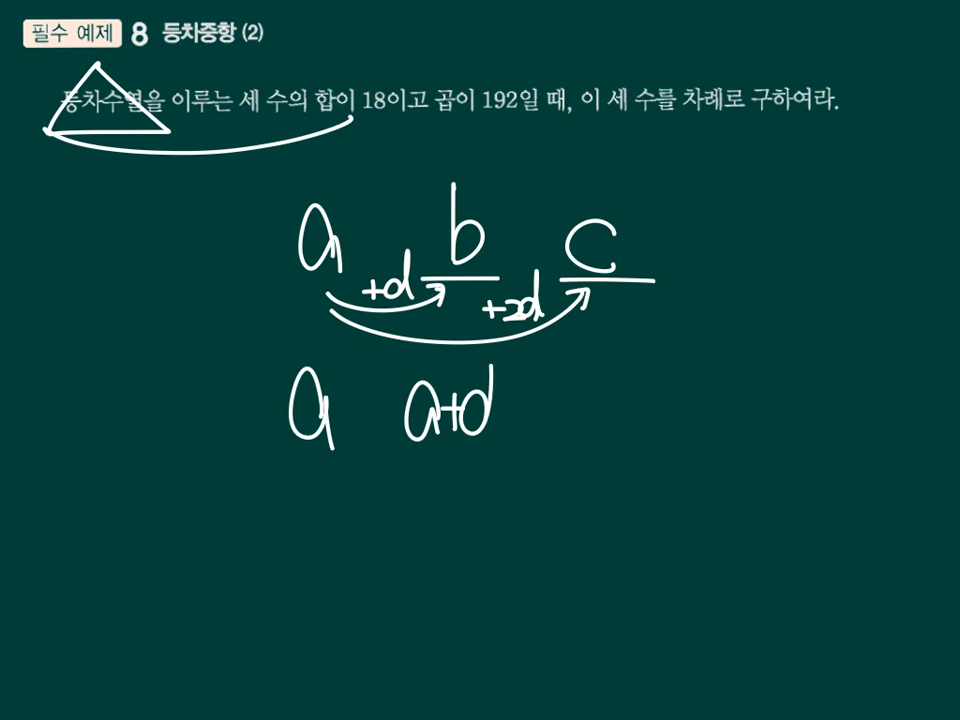 필수 예제 8 등차중항 (2)
등차수열을 이루는 세 수의 합이 18이고 곱이 192일 때, 이 세 수를 차례로 구하여라.
a b c
+d +2d
a a+d